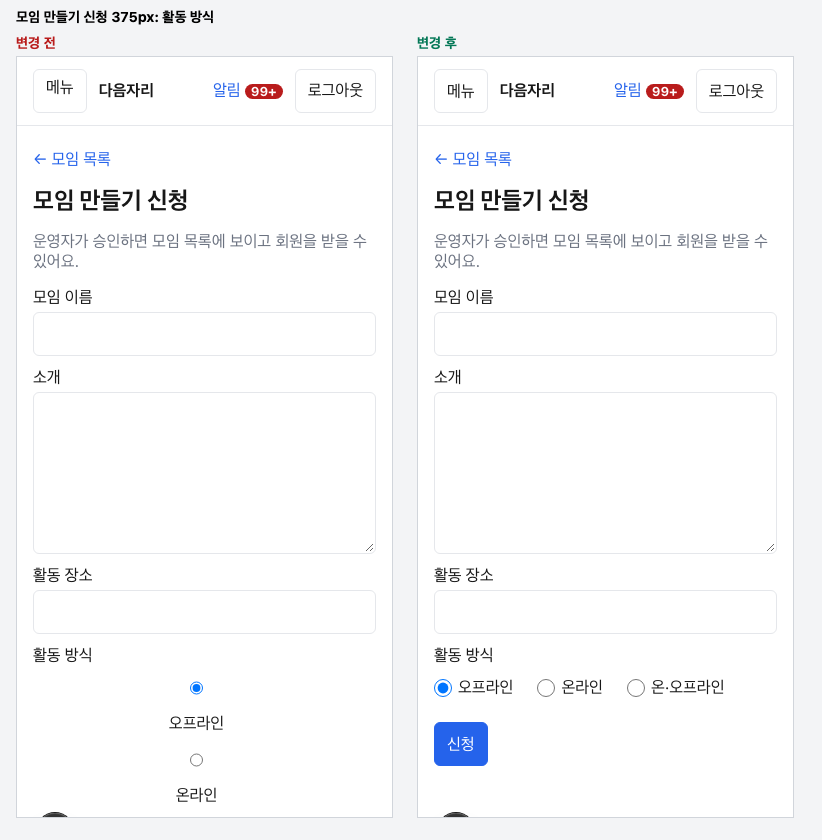 모임 만들기 신청 375px: 활동 방식
변경 전
메뉴 다음자리 알림 99+ 로그아웃
← 모임 목록
모임 만들기 신청
운영자가 승인하면 모임 목록에 보이고 회원을 받을 수
있어요.
모임 이름
소개
활동 장소
활동 방식
오프라인
온라인
변경 후
메뉴 다음자리 알림 99+ 로그아웃
← 모임 목록
모임 만들기 신청
운영자가 승인하면 모임 목록에 보이고 회원을 받을 수
있어요.
모임 이름
소개
활동 장소
활동 방식
오프라인 온라인 온·오프라인
신청